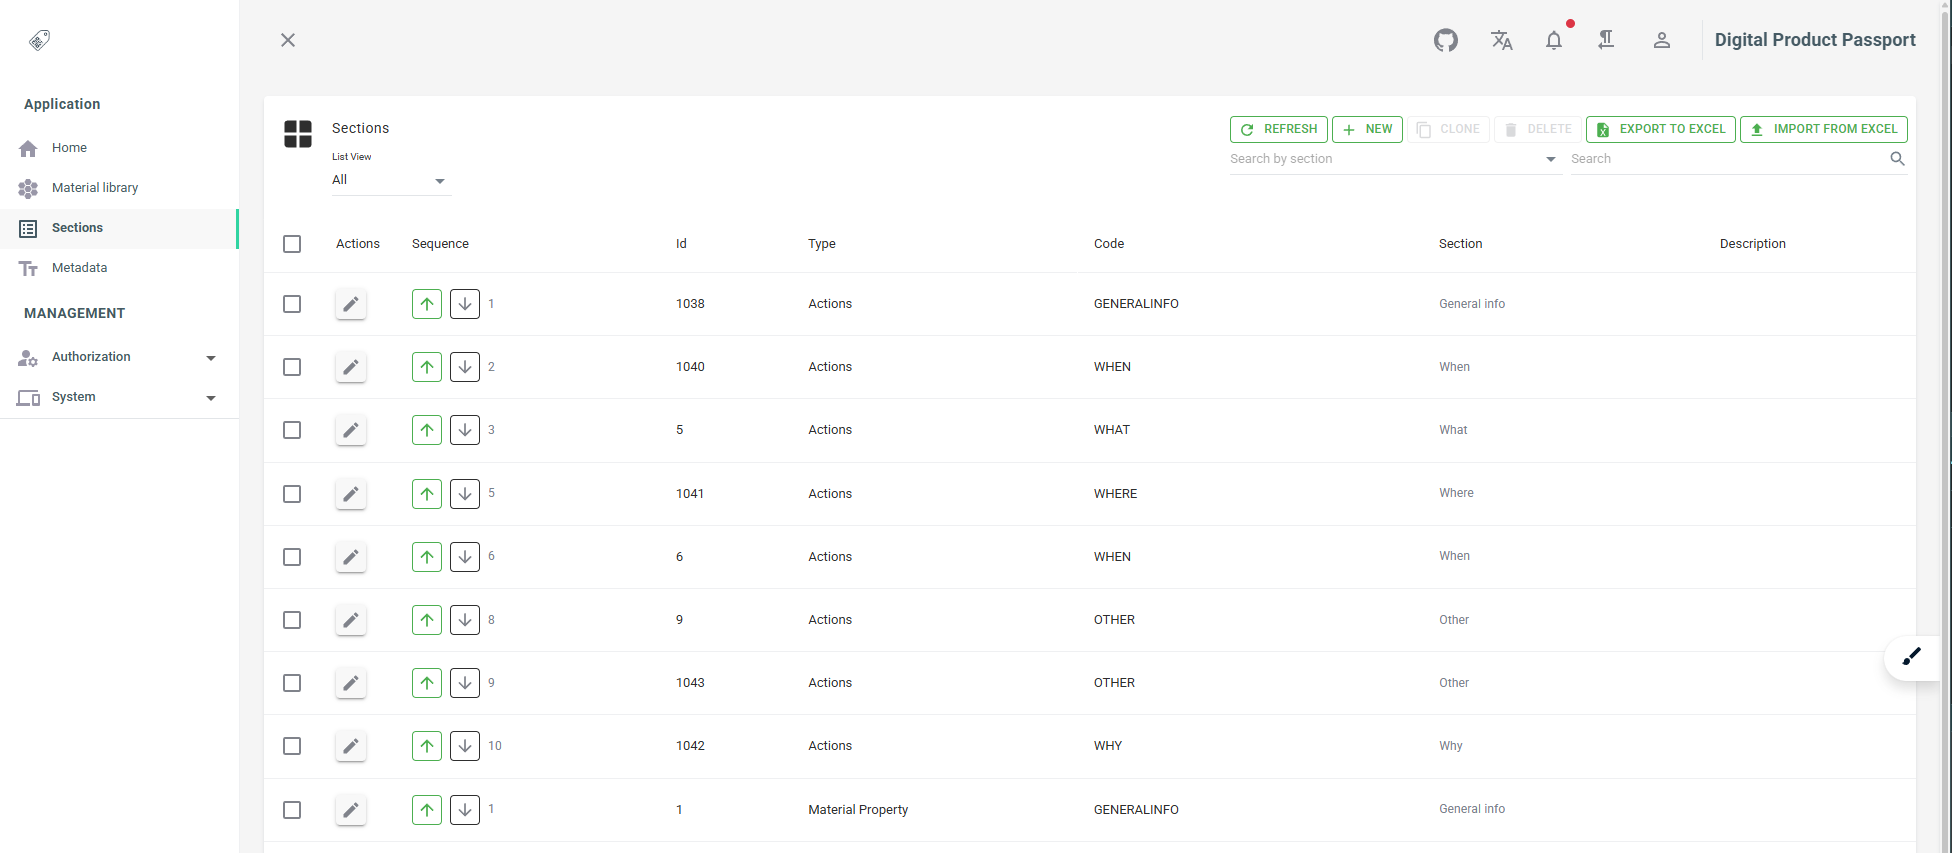 Digital Product Passport
Application
Home
Material library
Sections
Metadata
MANAGEMENT
Authorization
System
Sections
List View
All
REFRESH NEW CLONE DELETE EXPORT TO EXCEL IMPORT FROM EXCEL
Search by section Search
Actions Sequence Id Type Code Section Description
1 1038 Actions GENERALINFO General info
2 1040 Actions WHEN When
3 5 Actions WHAT What
5 1041 Actions WHERE Where
6 6 Actions WHEN When
8 9 Actions OTHER Other
9 1043 Actions OTHER Other
10 1042 Actions WHY Why
1 1 Material Property GENERALINFO General info